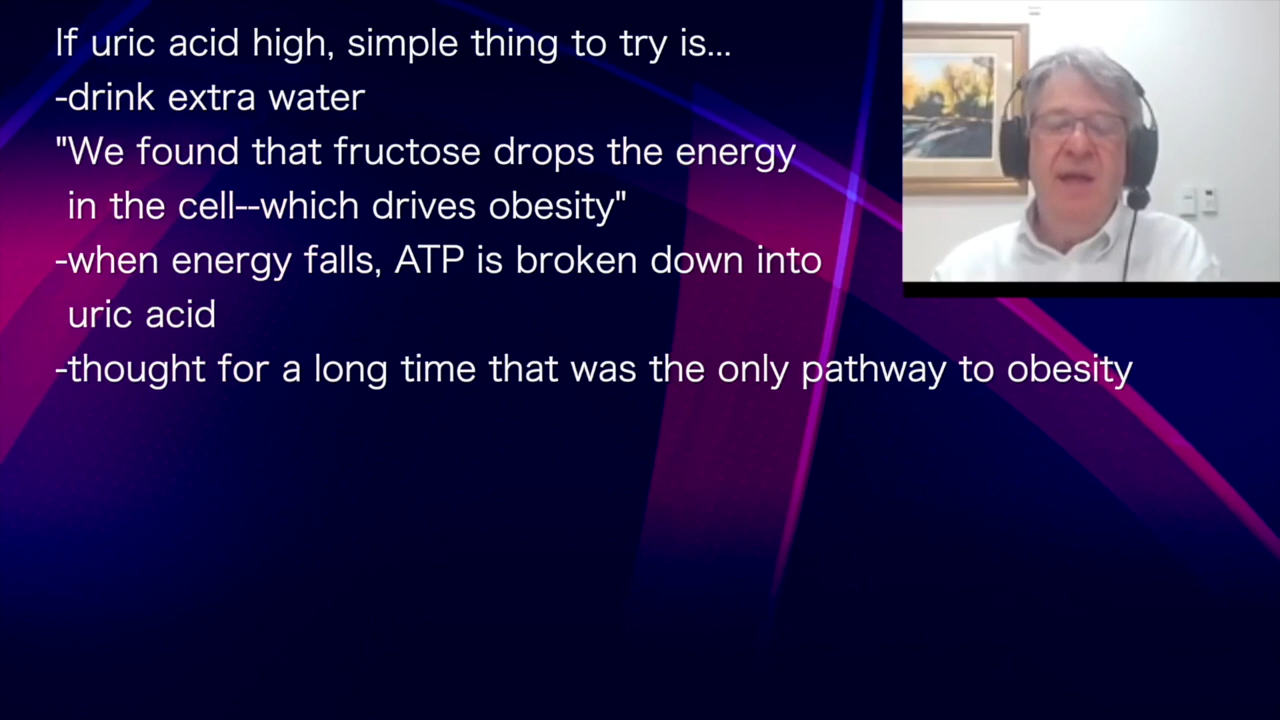 If uric acid high, simple thing to try is...
-drink extra water
"We found that fructose drops the energy
in the cell--which drives obesity"
-when energy falls, ATP is broken down into
uric acid
-thought for a long time that was the only pathway to obesity